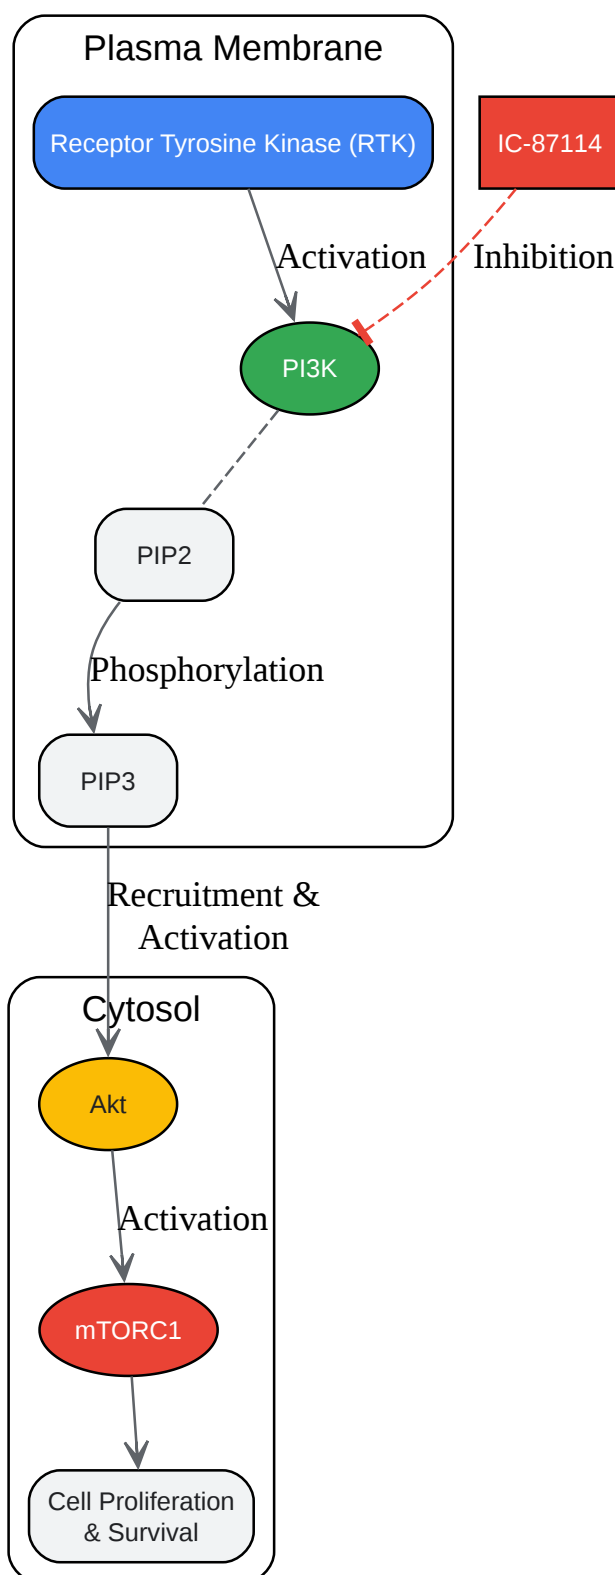 Plasma Membrane
Receptor Tyrosine Kinase (RTK)
IC-87114
Activation
Inhibition
PI3K
PIP2
Phosphorylation
PIP3
Recruitment &
Activation
Cytosol
Akt
Activation
mTORC1
Cell Proliferation
& Survival